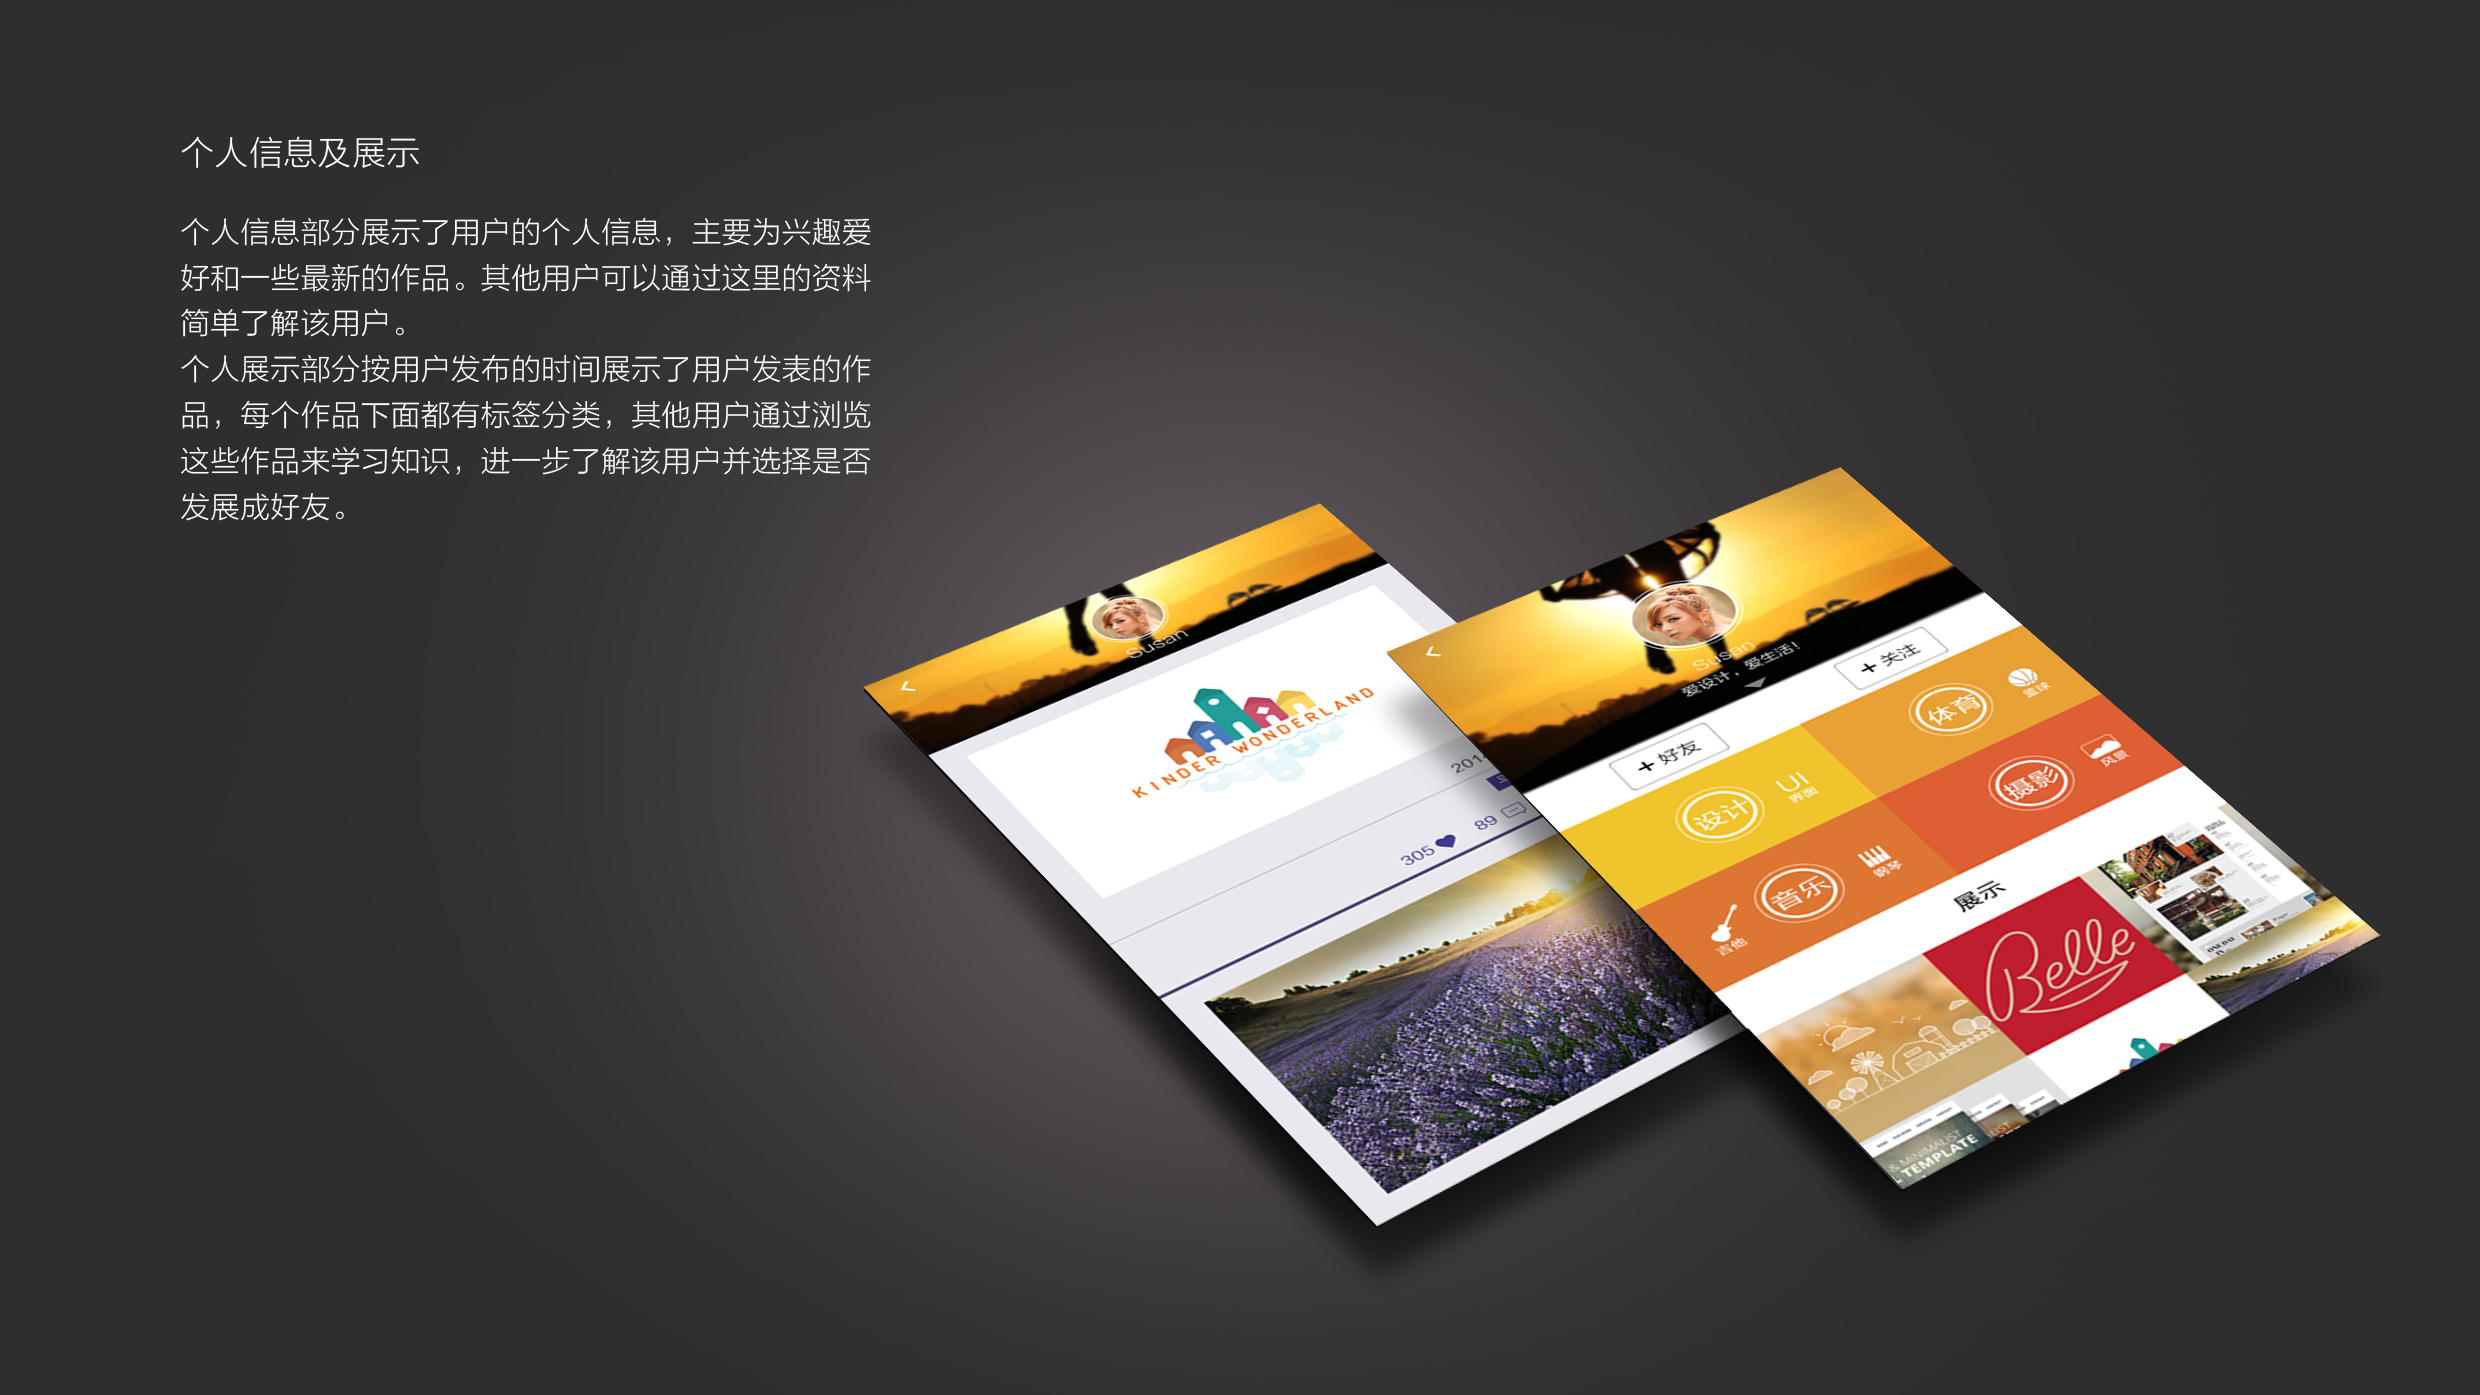 个人信息及展示
个人信息部分展示了用户的个人信息，主要为兴趣爱
好和一些最新的作品。其他用户可以通过这里的资料
简单了解该用户。
个人展示部分按用户发布的时间展示了用户发表的作
品，每个作品下面都有标签分类，其他用户通过浏览
这些作品来学习知识，进一步了解该用户并选择是否
发展成好友。
Susan
KINDER WONDERLAND
305
89
Susan
爱设计，爱生活！
+好友
+关注
设计
UI
界面
体育
篮球
音乐
吉他
钢琴
摄影
风景
展示
Belle
& MINIMALIST
TEMPLATE